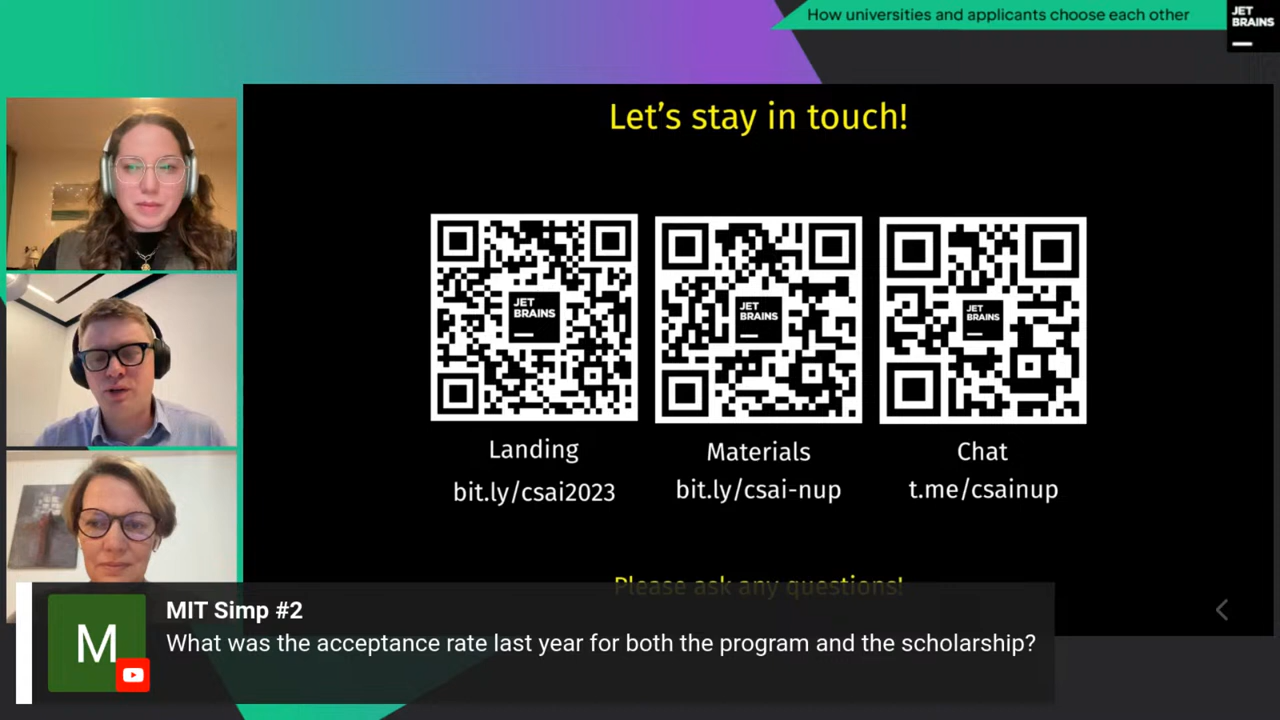 How universities and applicants choose each other
JET
BRAINS
Let's stay in touch!
JET
BRAINS
JET
BRAINS
JET
BRAINS
Landing
Materials
Chat
bit.ly/csai2023
bit.ly/csai-nup
t.me/csainup
Please ask any questions!
M
MIT Simp #2
What was the acceptance rate last year for both the program and the scholarship?